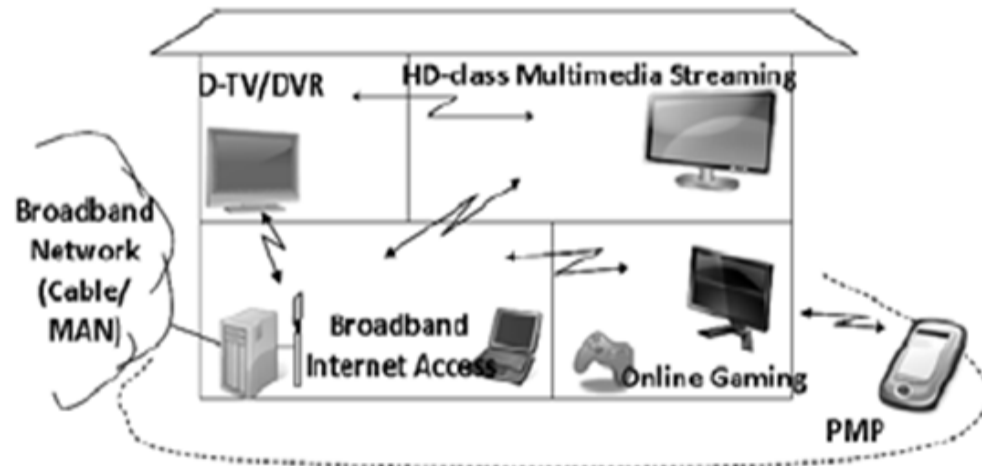 D-TV/DVR
HD-class Multimedia Streaming
Broadband
Network
(Cable/
MAN)
Broadband
Internet Access
Online Gaming
PMP